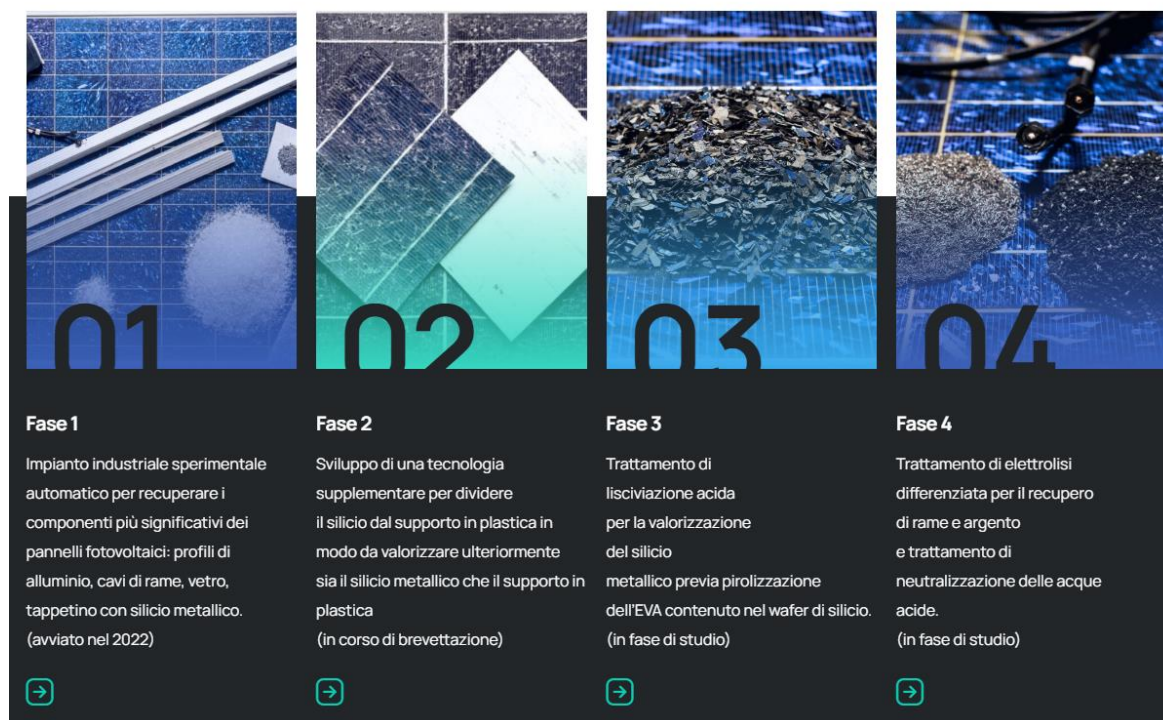 01
02
03
04
Fase 1
Impianto industriale sperimentale
automatico per recuperare i
componenti più significativi dei
pannelli fotovoltaici: profili di
alluminio, cavi di rame, vetro,
tappetino con silicio metallico.
(avviato nel 2022)
Fase 2
Sviluppo di una tecnologia
supplementare per dividere
il silicio dal supporto in plastica in
modo da valorizzare ulteriormente
sia il silicio metallico che il supporto in
plastica
(in corso di brevettazione)
Fase 3
Trattamento di
lisciviazione acida
per la valorizzazione
del silicio
metallico previa pirolizzazione
dell'EVA contenuto nel wafer di silicio.
(in fase di studio)
Fase 4
Trattamento di elettrolisi
differenziata per il recupero
di rame e argento
e trattamento di
neutralizzazione delle acque
acide.
(in fase di studio)